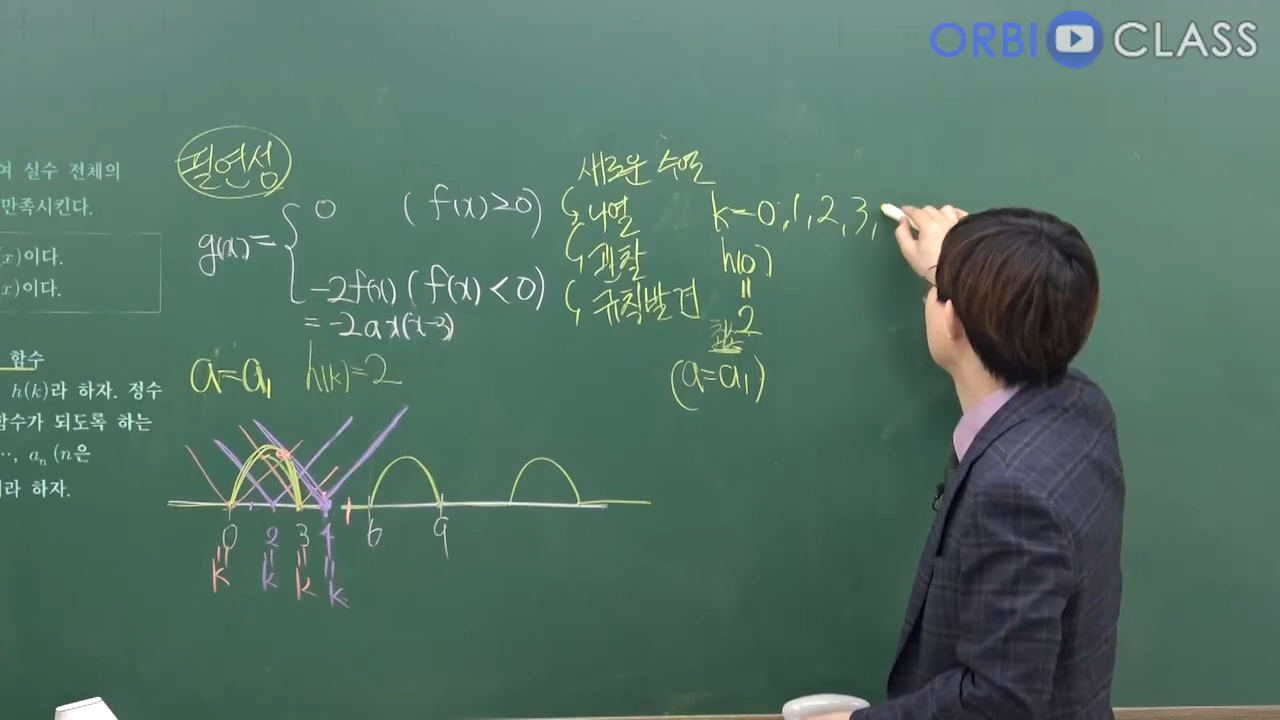 ORBI CLASS
여 실수 전체의
만족시킨다.
(x)이다.
(x)이다.
함수
h(k)라 하자. 정수
함수가 되도록 하는
…, aₙ (n은
라 하자.
필연성
g(x) = { 0 (f(x)≥0)
-2f(x) (f(x)<0)
= -2ax(x-3)
a=a₁ h(k)=2
0 2 3 4 6 9
= = = =
k k k k
새로운 수열
나열
관찰
규칙발견
k=0,1,2,3,
h(0)
=
2
최소
(a=a₁)